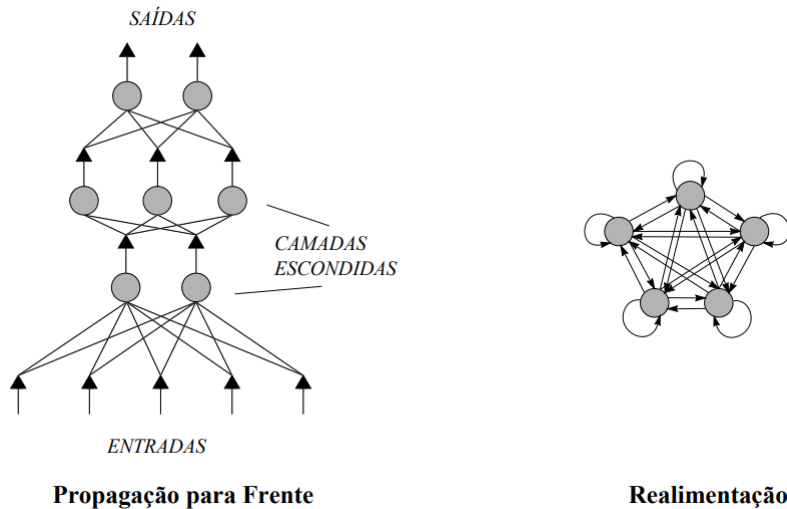 SAÍDAS
CAMADAS
ESCONDIDAS
ENTRADAS
Propagação para Frente
Realimentação